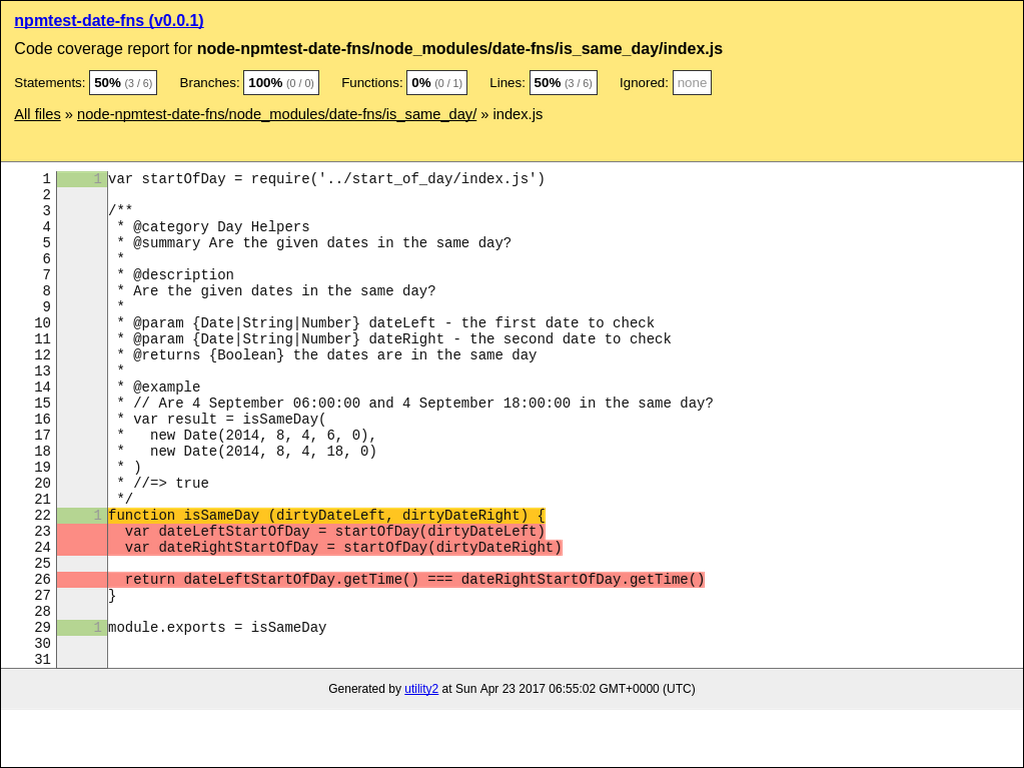 npmtest-date-fns (v0.0.1)
Code coverage report for node-npmtest-date-fns/node_modules/date-fns/is_same_day/index.js
Statements: 50% (3 / 6) Branches: 100% (0 / 0) Functions: 0% (0 / 1) Lines: 50% (3 / 6) Ignored: none
All files » node-npmtest-date-fns/node_modules/date-fns/is_same_day/ » index.js
1 1 var startOfDay = require('../start_of_day/index.js')
2
3 /**
4  * @category Day Helpers
5  * @summary Are the given dates in the same day?
6  *
7  * @description
8  * Are the given dates in the same day?
9  *
10  * @param {Date|String|Number} dateLeft - the first date to check
11  * @param {Date|String|Number} dateRight - the second date to check
12  * @returns {Boolean} the dates are in the same day
13  *
14  * @example
15  * // Are 4 September 06:00:00 and 4 September 18:00:00 in the same day?
16  * var result = isSameDay(
17  *   new Date(2014, 8, 4, 6, 0),
18  *   new Date(2014, 8, 4, 18, 0)
19  * )
20  * //=> true
21  */
22 1 function isSameDay (dirtyDateLeft, dirtyDateRight) {
23   var dateLeftStartOfDay = startOfDay(dirtyDateLeft)
24   var dateRightStartOfDay = startOfDay(dirtyDateRight)
25
26   return dateLeftStartOfDay.getTime() === dateRightStartOfDay.getTime()
27 }
28
29 1 module.exports = isSameDay
30
31
Generated by utility2 at Sun Apr 23 2017 06:55:02 GMT+0000 (UTC)